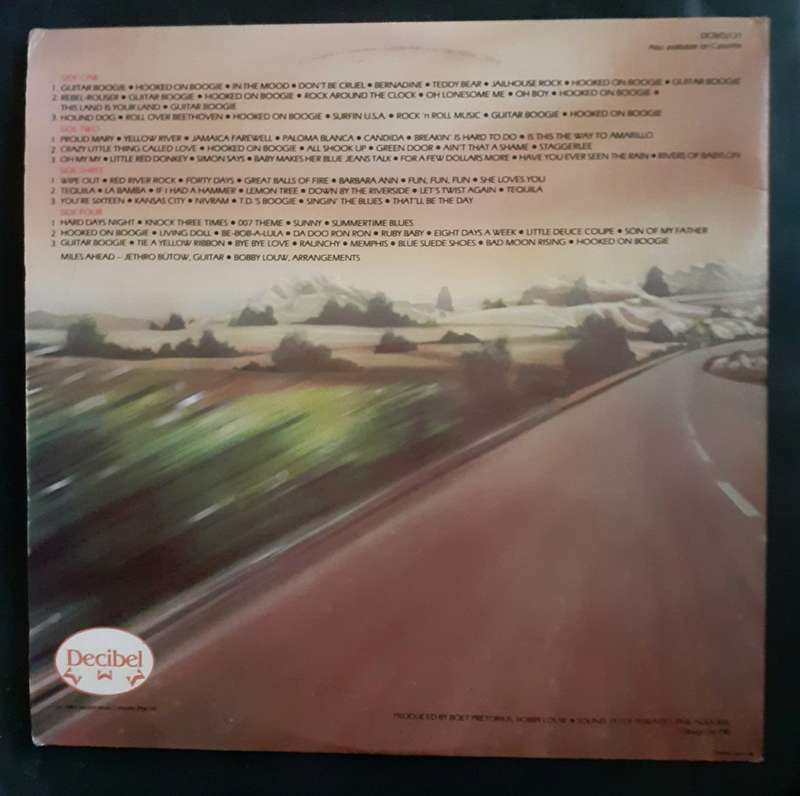 Also available on Cassette
SIDE ONE
1. GUITAR BOOGIE • HOOKED ON BOOGIE • IN THE MOOD • DON'T BE CRUEL • BERNADINE • TEDDY BEAR • JAILHOUSE ROCK • HOOKED ON BOOGIE • GUITAR BOOGIE
2. REBEL-ROUSER • GUITAR BOOGIE • HOOKED ON BOOGIE • ROCK AROUND THE CLOCK • OH LONESOME ME • OH BOY • HOOKED ON BOOGIE •
THIS LAND IS YOUR LAND • GUITAR BOOGIE
3. HOUND DOG • ROLL OVER BEETHOVEN • HOOKED ON BOOGIE • SURFIN U.S.A. • ROCK 'n ROLL MUSIC • GUITAR BOOGIE • HOOKED ON BOOGIE
SIDE TWO
1. PROUD MARY • YELLOW RIVER • JAMAICA FAREWELL • PALOMA BLANCA • CANDIDA • BREAKIN' IS HARD TO DO • IS THIS THE WAY TO AMARILLO
2. CRAZY LITTLE THING CALLED LOVE • HOOKED ON BOOGIE • ALL SHOOK UP • GREEN DOOR • AIN'T THAT A SHAME • STAGGERLEE
3. OH MY MY • LITTLE RED DONKEY • SIMON SAYS • BABY MAKES HER BLUE JEANS TALK • FOR A FEW DOLLARS MORE • HAVE YOU EVER SEEN THE RAIN • RIVERS OF BABYLON
SIDE THREE
1. WIPE OUT • RED RIVER ROCK • FORTY DAYS • GREAT BALLS OF FIRE • BARBARA ANN • FUN, FUN, FUN • SHE LOVES YOU
2. TEQUILA • LA BAMBA • IF I HAD A HAMMER • LEMON TREE • DOWN BY THE RIVERSIDE • LET'S TWIST AGAIN • TEQUILA
3. YOU'RE SIXTEEN • KANSAS CITY • NIVRAM • T.D.'S BOOGIE • SINGIN' THE BLUES • THAT'LL BE THE DAY
SIDE FOUR
1. HARD DAYS NIGHT • KNOCK THREE TIMES • 007 THEME • SUNNY • SUMMERTIME BLUES
2. HOOKED ON BOOGIE • LIVING DOLL • BE-BOB-A-LULA • DA DOO RON RON • RUBY BABY • EIGHT DAYS A WEEK • LITTLE DEUCE COUPE • SON OF MY FATHER
3. GUITAR BOOGIE • TIE A YELLOW RIBBON • BYE BYE LOVE • RAUNCHY • MEMPHIS • BLUE SUEDE SHOES • BAD MOON RISING • HOOKED ON BOOGIE
MILES AHEAD – JETHRO BUTOW, GUITAR • BOBBY LOUW, ARRANGEMENTS
Decibel
PRODUCED BY BOET PRETORIUS, BOBBY LOUW • SOUND: